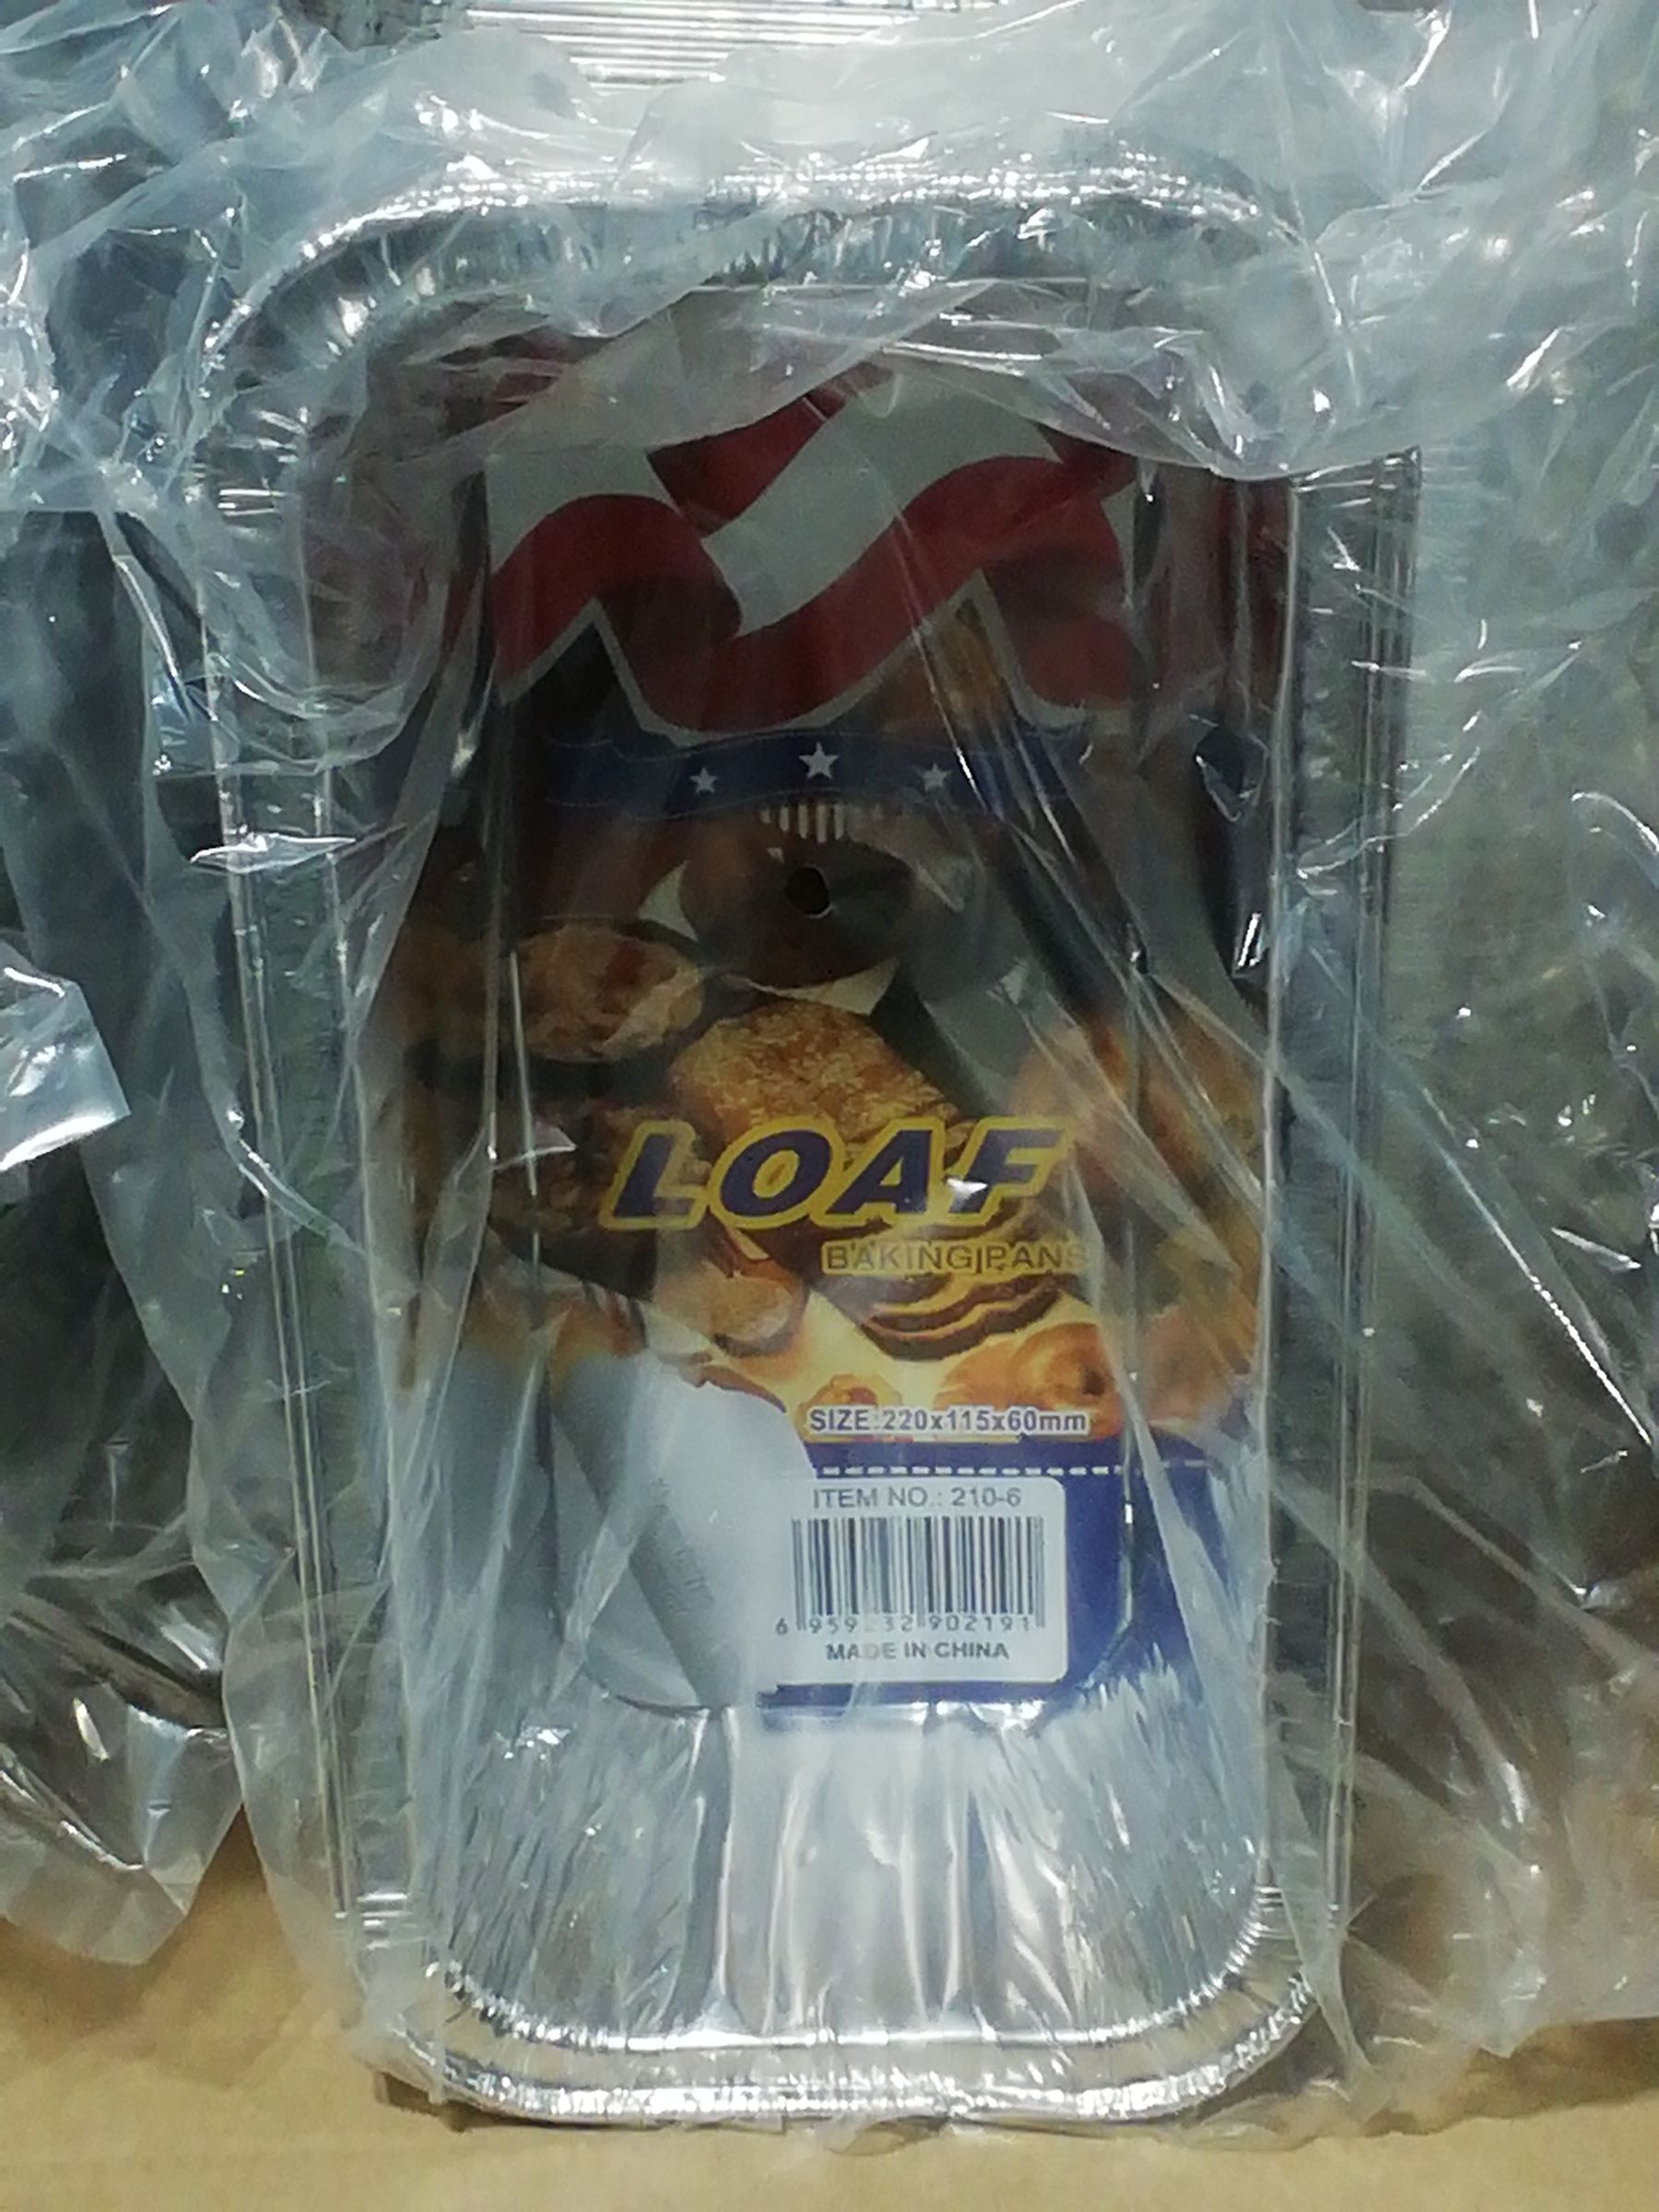 LOAF
BAKING PANS
SIZE:220x115x60mm
ITEM NO.: 210-6
6 959232 902191
MADE IN CHINA